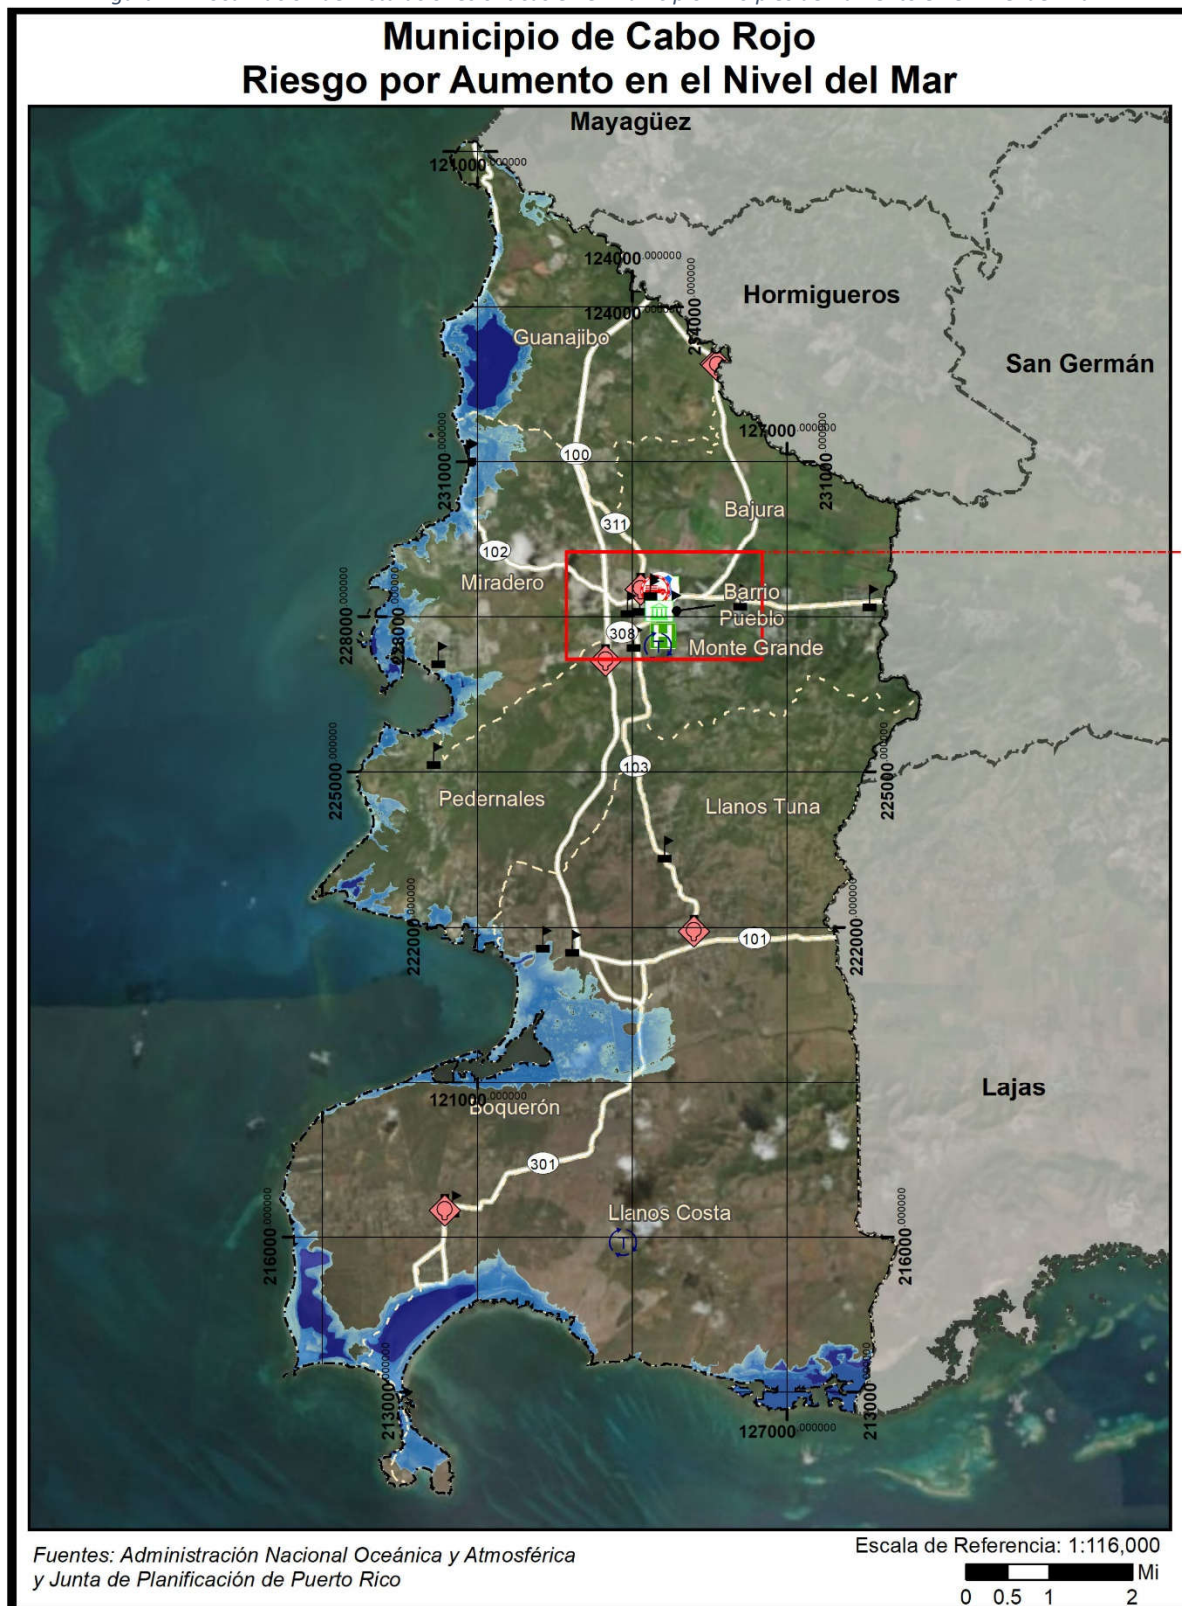 Municipio de Cabo Rojo
Riesgo por Aumento en el Nivel del Mar
Mayagüez
121000.000000
124000.000000
Hormigueros
124000.000000
234000.000000
Guanajibo
San Germán
127000.000000
231000.000000
100
231000.000000
Bajura
311
102
Miradero
Barrio
Pueblo
228000.000000
228000.000000
308
T
Monte Grande
103
225000.000000
225000.000000
Pedernales
Llanos Tuna
222000.000000
101
222000.000000
Lajas
121000.000000
Boquerón
301
Llanos Costa
T
216000.000000
216000.000000
213000.000000
127000.000000
213000.000000
Fuentes: Administración Nacional Oceánica y Atmosférica
y Junta de Planificación de Puerto Rico
Escala de Referencia: 1:116,000
Mi
0 0.5 1 2